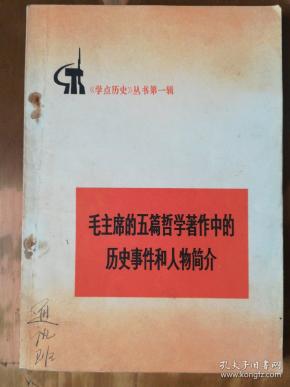 《学点历史》丛书第一辑
毛主席的五篇哲学著作中的
历史事件和人物简介
孔夫子旧书网